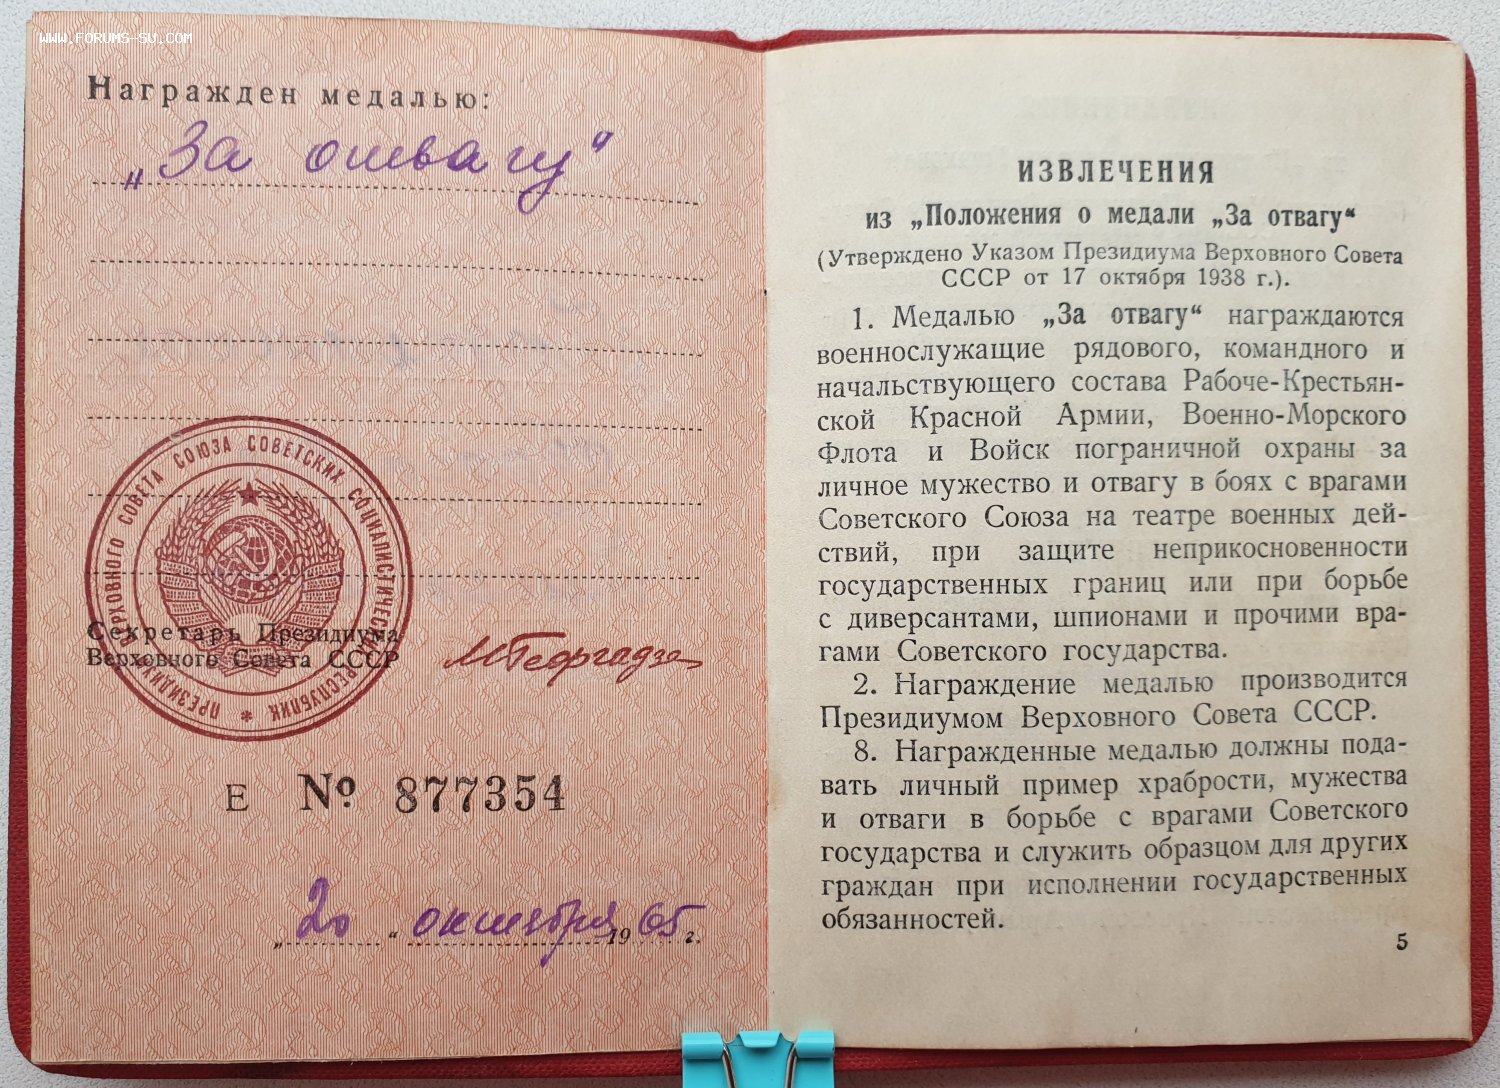 WWW.FORUMS-SU.COM
Награжден медалью:
„За отвагу“
ПРЕЗИДИУМ ВЕРХОВНОГО СОВЕТА СОЮЗА СОВЕТСКИХ СОЦИАЛИСТИЧЕСКИХ РЕСПУБЛИК *
Секретарь Президиума
Верховного Совета СССР
МГеоргадзе
Е № 877354
„20“ октября 1965 г.
ИЗВЛЕЧЕНИЯ
из „Положения о медали „За отвагу“
(Утверждено Указом Президиума Верховного Совета
СССР от 17 октября 1938 г.).
1. Медалью „За отвагу“ награждаются
военнослужащие рядового, командного и
начальствующего состава Рабоче-Крестьян-
ской Красной Армии, Военно-Морского
Флота и Войск пограничной охраны за
личное мужество и отвагу в боях с врагами
Советского Союза на театре военных дей-
ствий, при защите неприкосновенности
государственных границ или при борьбе
с диверсантами, шпионами и прочими вра-
гами Советского государства.
2. Награждение медалью производится
Президиумом Верховного Совета СССР.
8. Награжденные медалью должны пода-
вать личный пример храбрости, мужества
и отваги в борьбе с врагами Советского
государства и служить образцом для других
граждан при исполнении государственных
обязанностей.
5